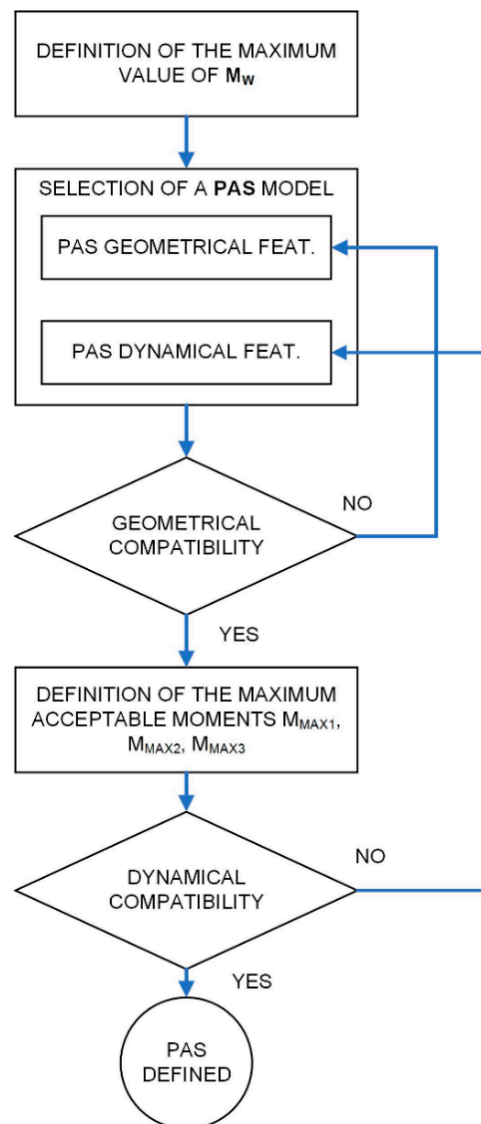 DEFINITION OF THE MAXIMUM
VALUE OF Mw
SELECTION OF A PAS MODEL
PAS GEOMETRICAL FEAT.
PAS DYNAMICAL FEAT.
NO
GEOMETRICAL
COMPATIBILITY
YES
DEFINITION OF THE MAXIMUM
ACCEPTABLE MOMENTS MMAX1,
MMAX2, MMAX3
NO
DYNAMICAL
COMPATIBILITY
YES
PAS
DEFINED